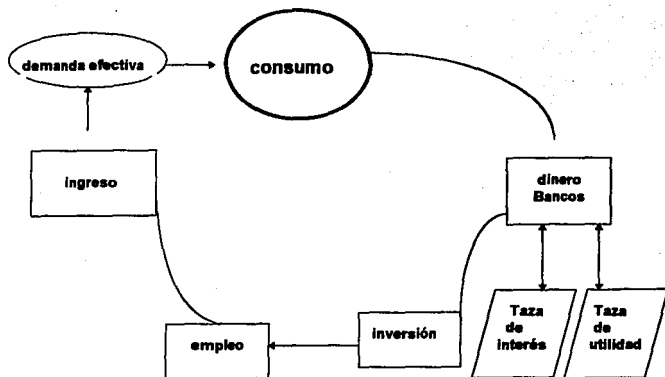 demanda efectiva
consumo
ingreso
dinero
Bancos
Taza
de
interés
Taza
de
utilidad
inversión
empleo